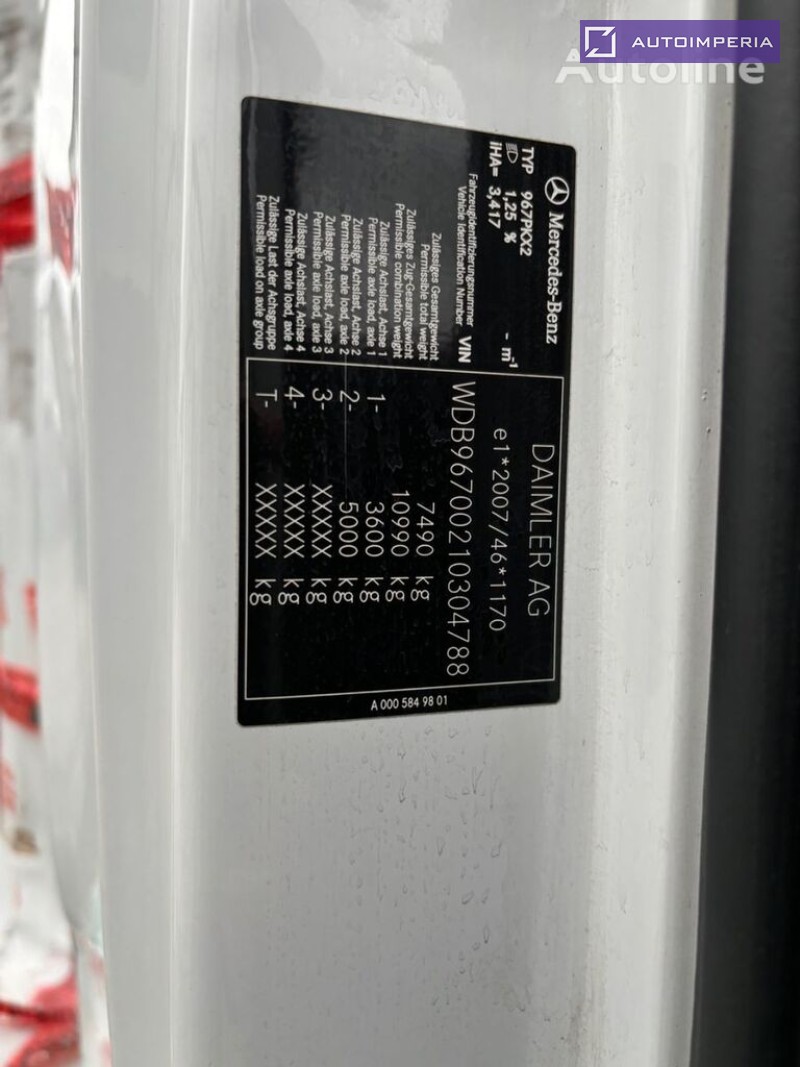 AUTOIMPERIA
Autoline
Mercedes-Benz
TYP 967PKX2
1,25 %
iHA= 3,417
- m-1
DAIMLER AG
e1*2007/46*1170
Fahrzeugidentifizierungsnummer
Vehicle Identification Number VIN WDB9670021030​4788
Zulässiges Gesamtgewicht
Permissible total weight 7490 kg
Zulässiges Zug-Gesamtgewicht
Permissible combination weight 10990 kg
Zulässige Achslast, Achse 1
Permissible axle load, axle 1 1- 3600 kg
Zulässige Achslast, Achse 2
Permissible axle load, axle 2 2- 5000 kg
Zulässige Achslast, Achse 3
Permissible axle load, axle 3 3- XXXXX kg
Zulässige Achslast, Achse 4
Permissible axle load, axle 4 4- XXXXX kg
Zulässige Last der Achsgruppe
Permissible load on axle group T- XXXXX kg
A 000 584 98 01